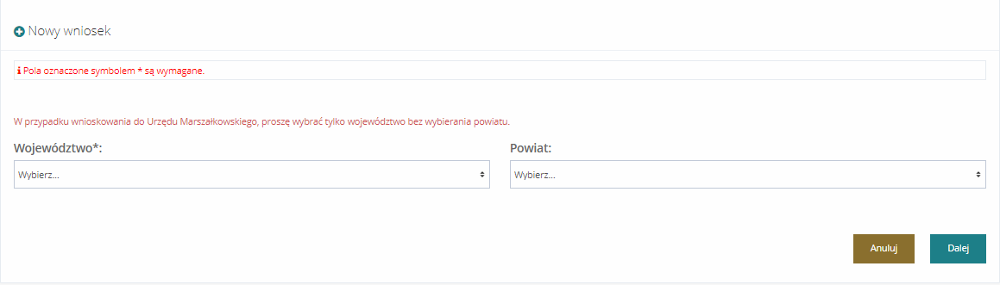 Nowy wniosek
Pola oznaczone symbolem * są wymagane.
W przypadku wnioskowania do Urzędu Marszałkowskiego, proszę wybrać tylko województwo bez wybierania powiatu.
Województwo*: Powiat:
Wybierz... Wybierz...
Anuluj Dalej